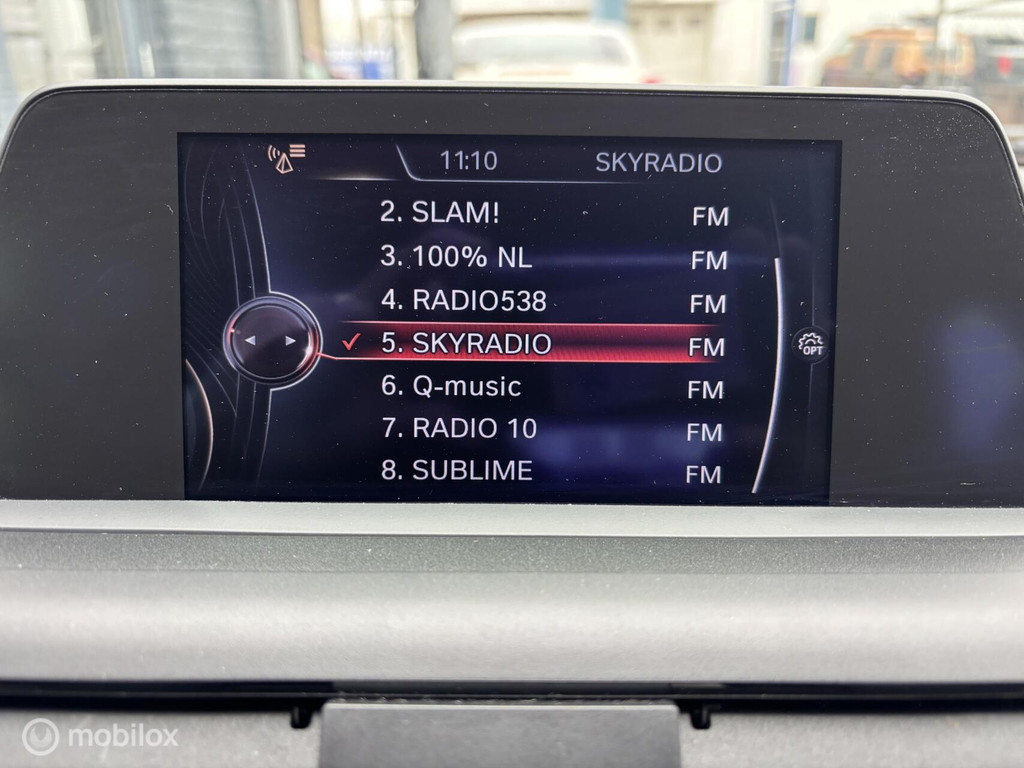 11:10 SKYRADIO
2. SLAM! FM
3. 100% NL FM
4. RADIO538 FM
✓ 5. SKYRADIO FM
6. Q-music FM
OPT
7. RADIO 10 FM
8. SUBLIME FM
mobilox